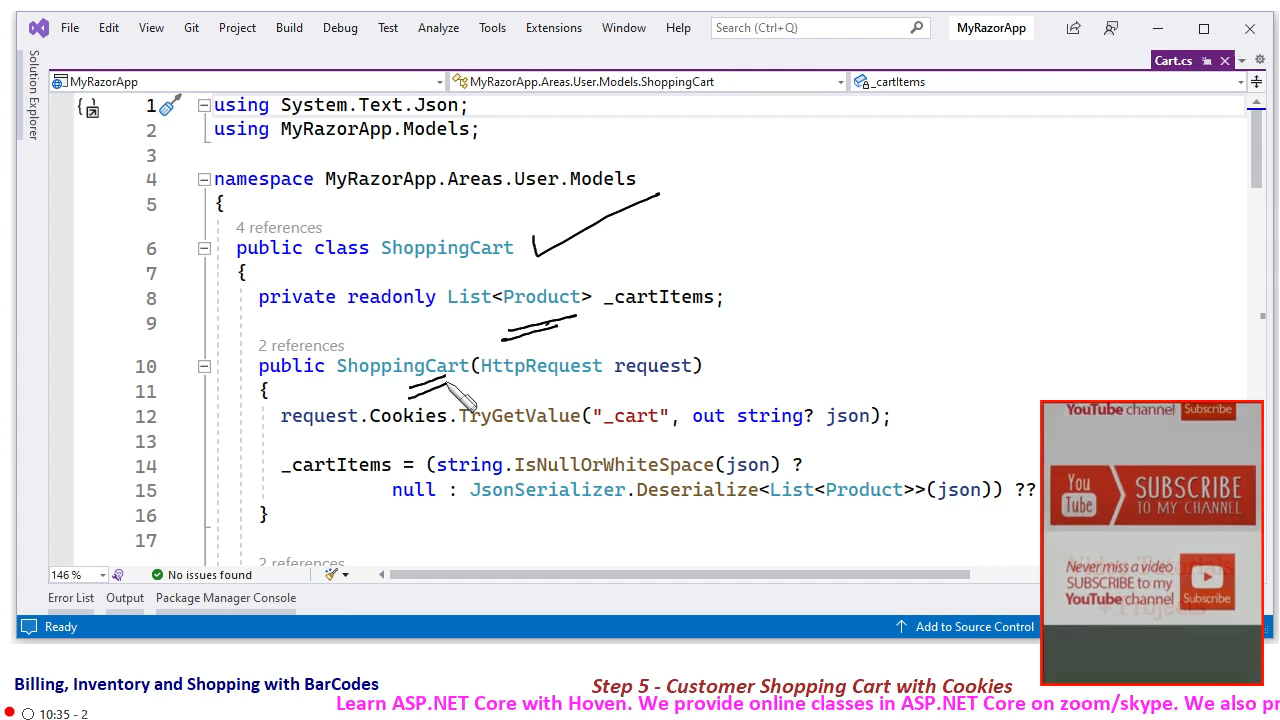 File Edit View Git Project Build Debug Test Analyze Tools Extensions Window Help Search (Ctrl+Q) MyRazorApp
Solution Explorer
Cart.cs
MyRazorApp MyRazorApp.Areas.User.Models.ShoppingCart _cartItems
1 using System.Text.Json;
2 using MyRazorApp.Models;
3
4 namespace MyRazorApp.Areas.User.Models
5 {
4 references
6 public class ShoppingCart
7 {
8 private readonly List<Product> _cartItems;
9
2 references
10 public ShoppingCart(HttpRequest request)
11 {
12 request.Cookies.TryGetValue("_cart", out string? json);
13
14 _cartItems = (string.IsNullOrWhiteSpace(json) ?
15 null : JsonSerializer.Deserialize<List<Product>>(json)) ??
16 }
17
2 references
146 % No issues found
Error List Output Package Manager Console
Ready Add to Source Control
YouTube channel Subscribe
You Tube SUBSCRIBE TO MY CHANNEL
Never miss a video
SUBSCRIBE to my
YouTube channel Subscribe
Billing, Inventory and Shopping with BarCodes
Step 5 - Customer Shopping Cart with Cookies
Learn ASP.NET Core with Hoven. We provide online classes in ASP.NET Core on zoom/skype. We also
10:35 - 2